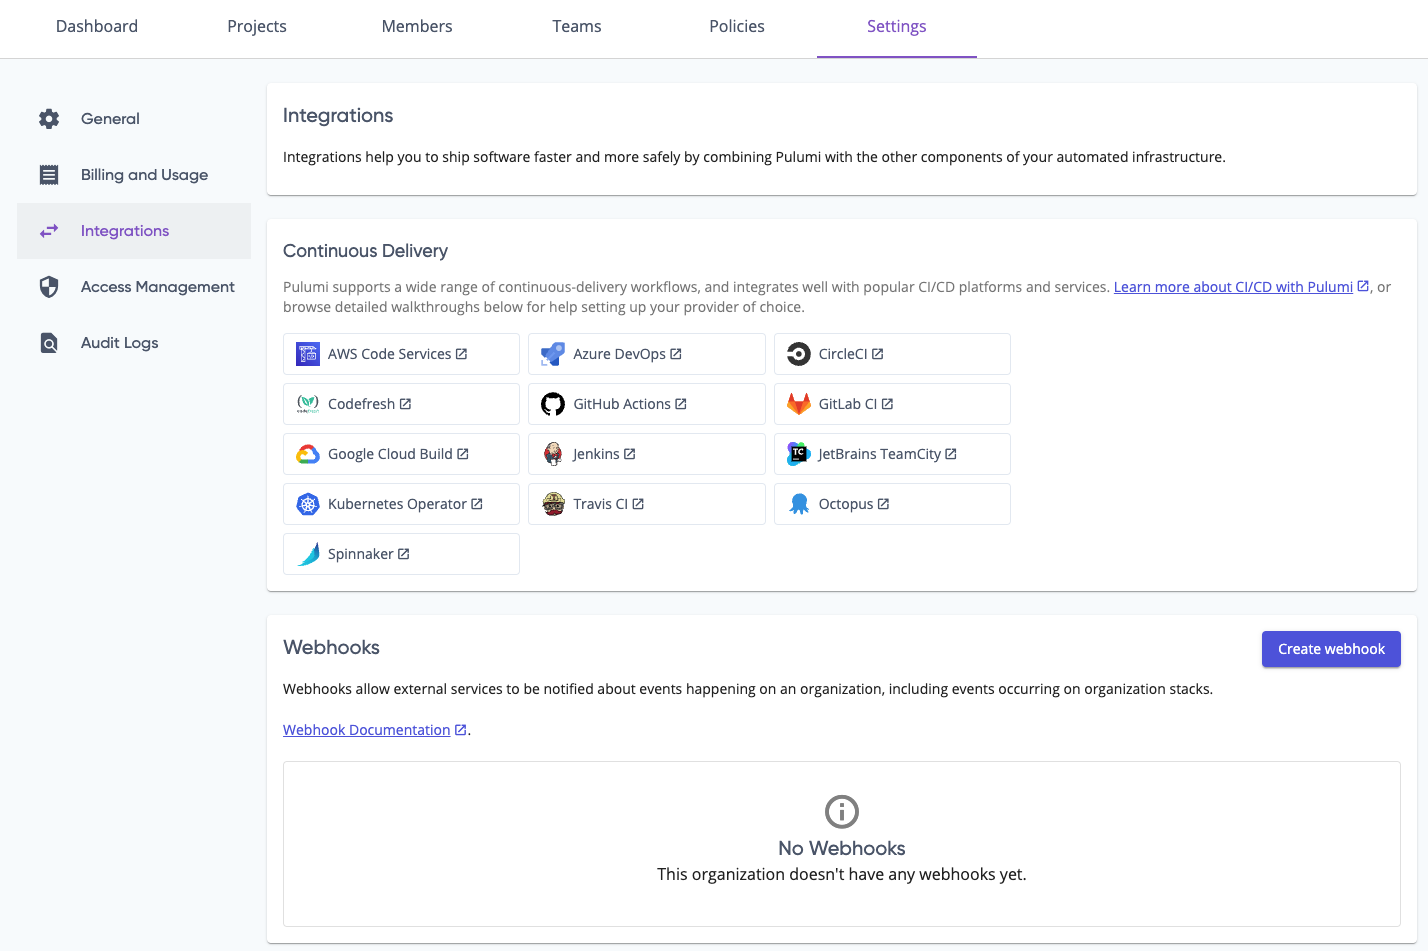 Dashboard
Projects
Members
Teams
Policies
Settings
General
Billing and Usage
Integrations
Access Management
Audit Logs
Integrations
Integrations help you to ship software faster and more safely by combining Pulumi with the other components of your automated infrastructure.
Continuous Delivery
Pulumi supports a wide range of continuous-delivery workflows, and integrates well with popular CI/CD platforms and services. Learn more about CI/CD with Pulumi, or
browse detailed walkthroughs below for help setting up your provider of choice.
AWS Code Services
Azure DevOps
CircleCI
codefresh
Codefresh
GitHub Actions
GitLab CI
Google Cloud Build
Jenkins
TC
JetBrains TeamCity
Kubernetes Operator
Travis CI
Octopus
Spinnaker
Webhooks
Create webhook
Webhooks allow external services to be notified about events happening on an organization, including events occurring on organization stacks.
Webhook Documentation.
No Webhooks
This organization doesn't have any webhooks yet.